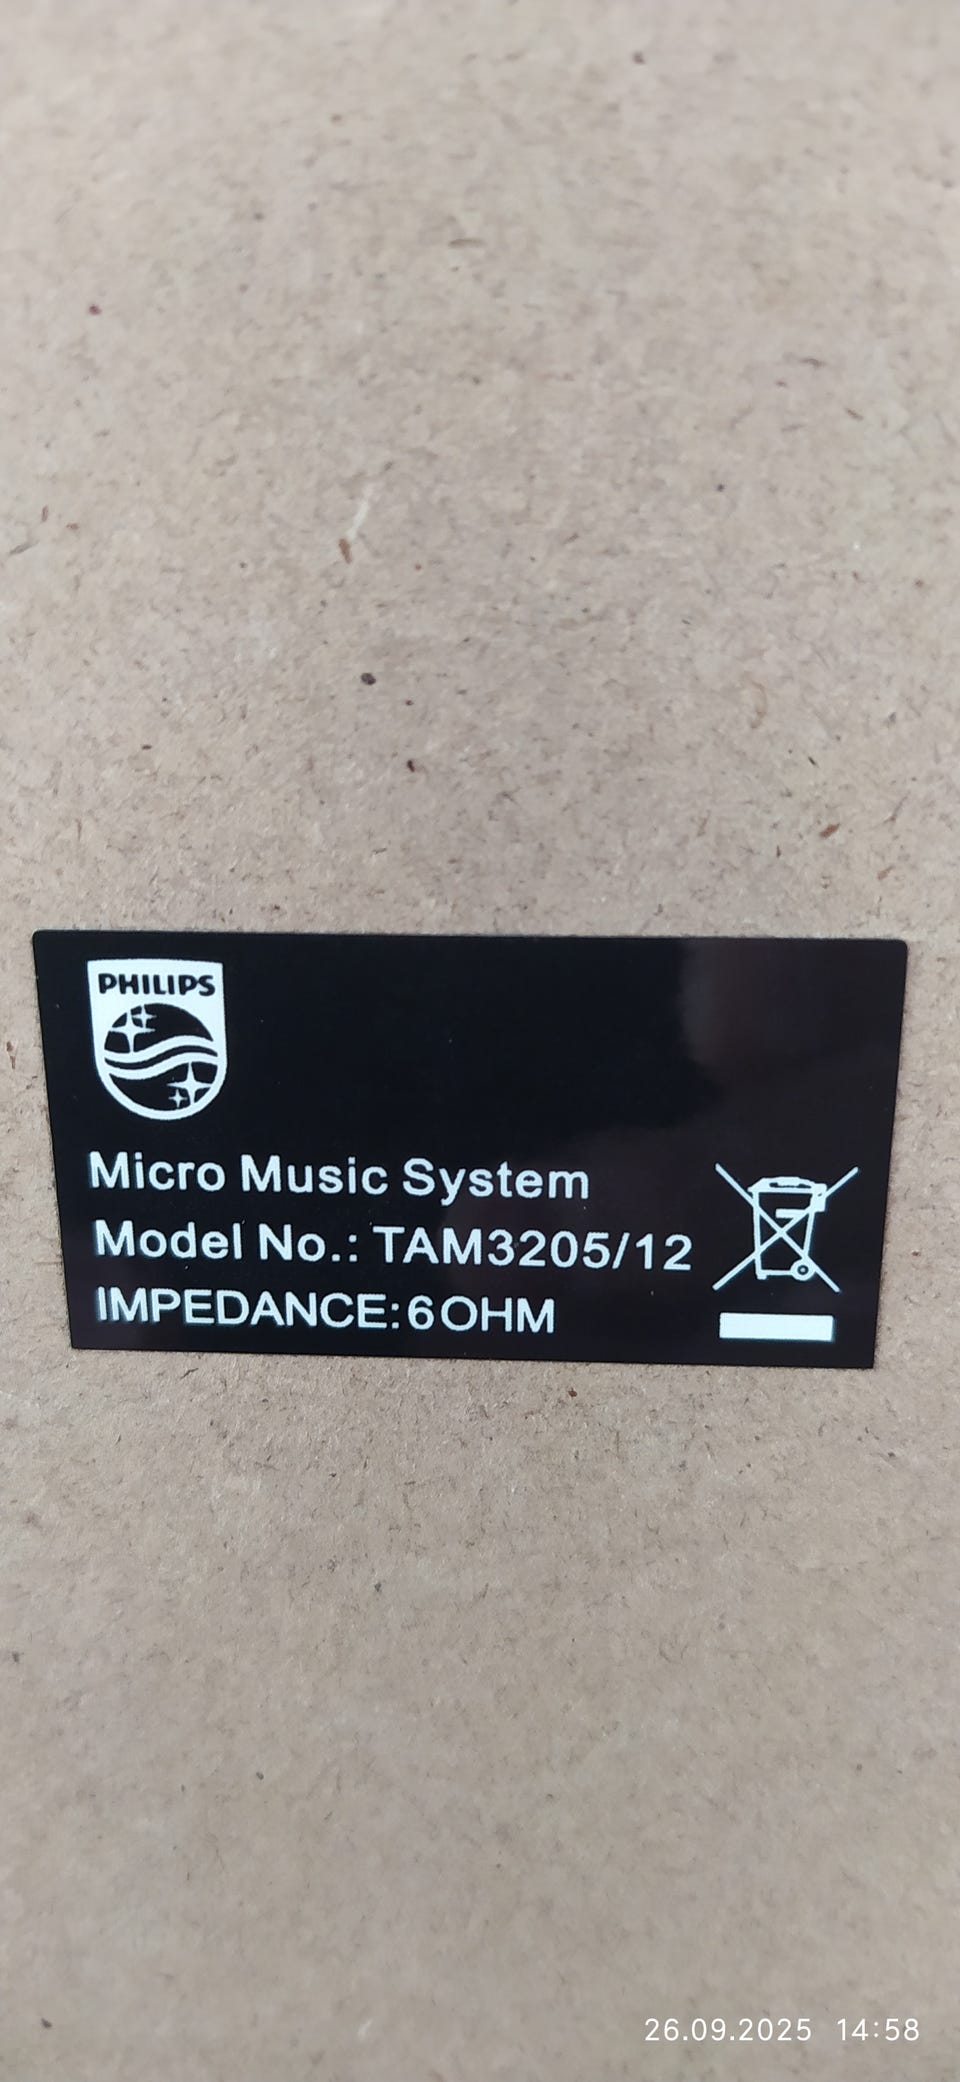 PHILIPS
Micro Music System
Model No.: TAM3205/12
IMPEDANCE:6OHM
26.09.2025 14:58